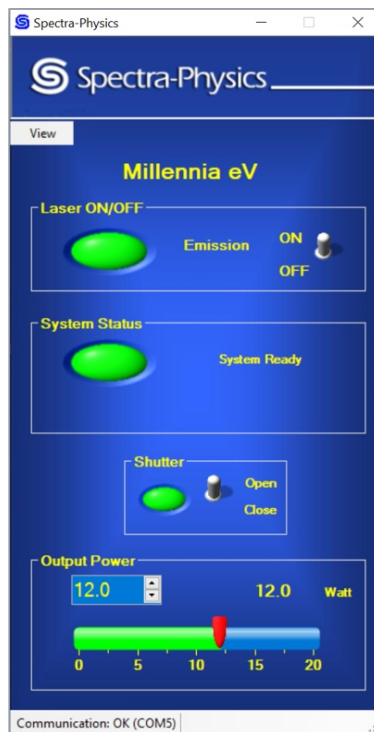 Spectra-Physics
Spectra-Physics
View
Millennia eV
Laser ON/OFF
Emission
ON
OFF
System Status
System Ready
Shutter
Open
Close
Output Power
12.0 12.0 Watt
0 5 10 15 20
Communication: OK (COM5)